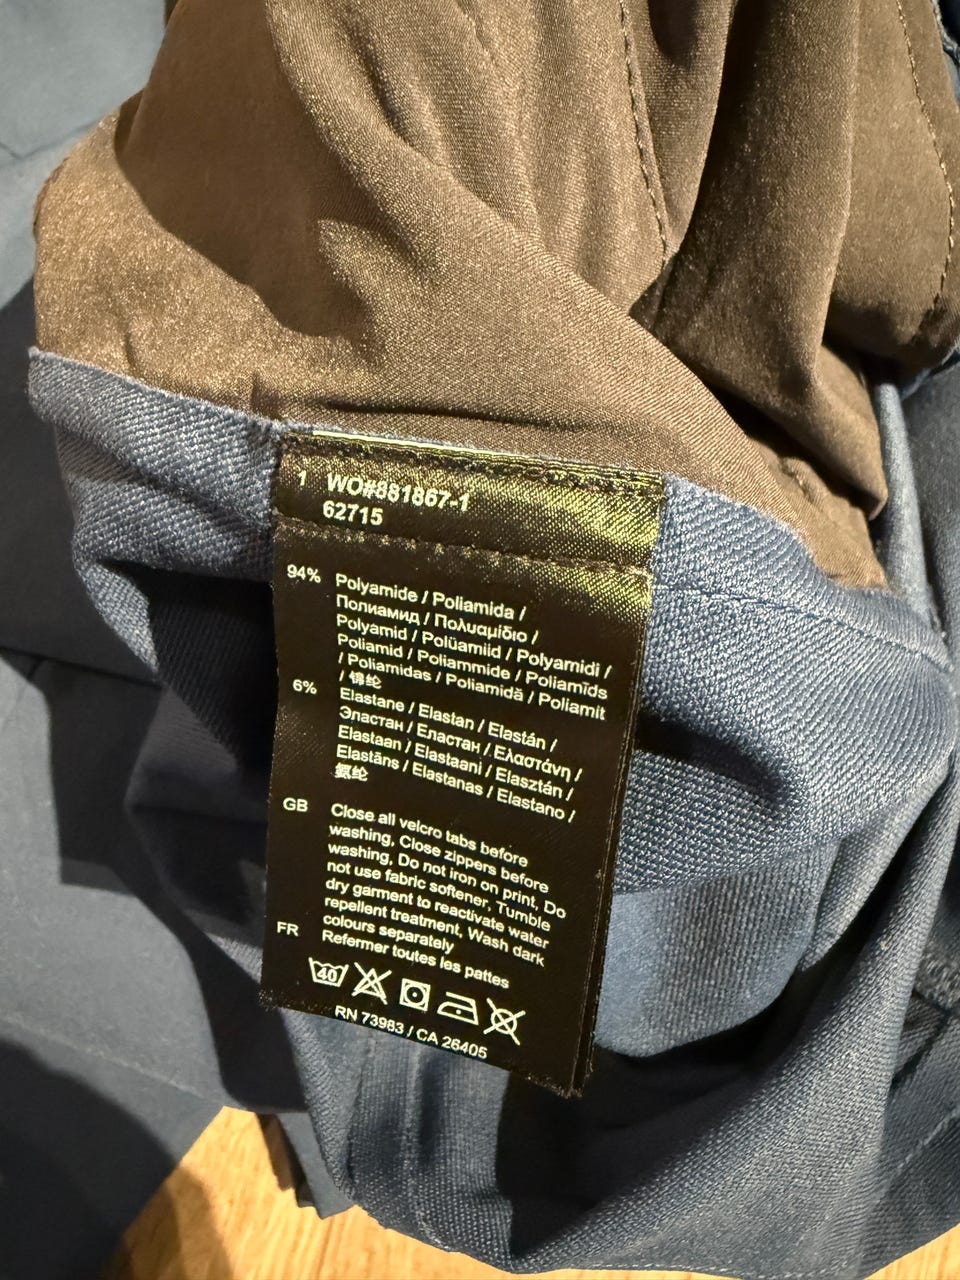 1 WO#881867-1
62715
94% Polyamide / Poliamida /
Полиамид / Πολυαμίδιο /
Polyamid / Polüamiid / Polyamidi /
Poliamid / Poliammide / Poliamīds
/ Poliamidas / Poliamidă / Poliamit
/ 锦纶
6% Elastane / Elastan / Elastán /
Эластан / Еластан / Ελαστάνη /
Elastaan / Elastaani / Elasztán /
Elastāns / Elastanas / Elastano /
氨纶
GB Close all velcro tabs before
washing, Close zippers before
washing, Do not iron on print, Do
not use fabric softener, Tumble
dry garment to reactivate water
repellent treatment, Wash dark
colours separately
FR Refermer toutes les pattes
40
RN 73983 / CA 26405